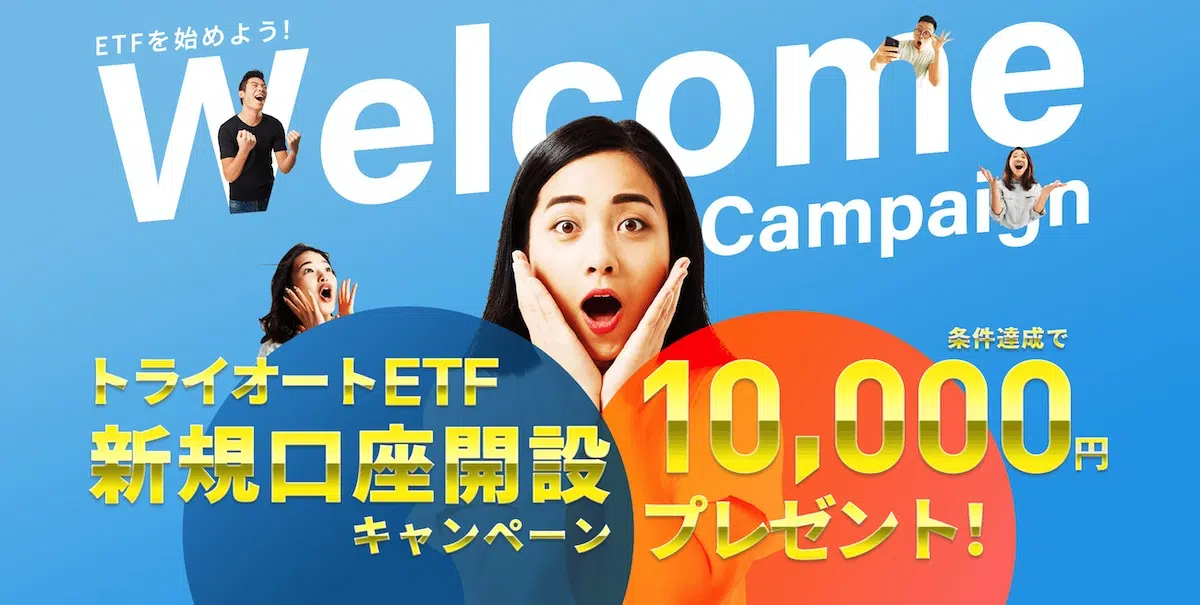 ETFを始めよう!
Welcome
Campaign
トライオートETF
新規口座開設
キャンペーン
条件達成で
10,000円
プレゼント!